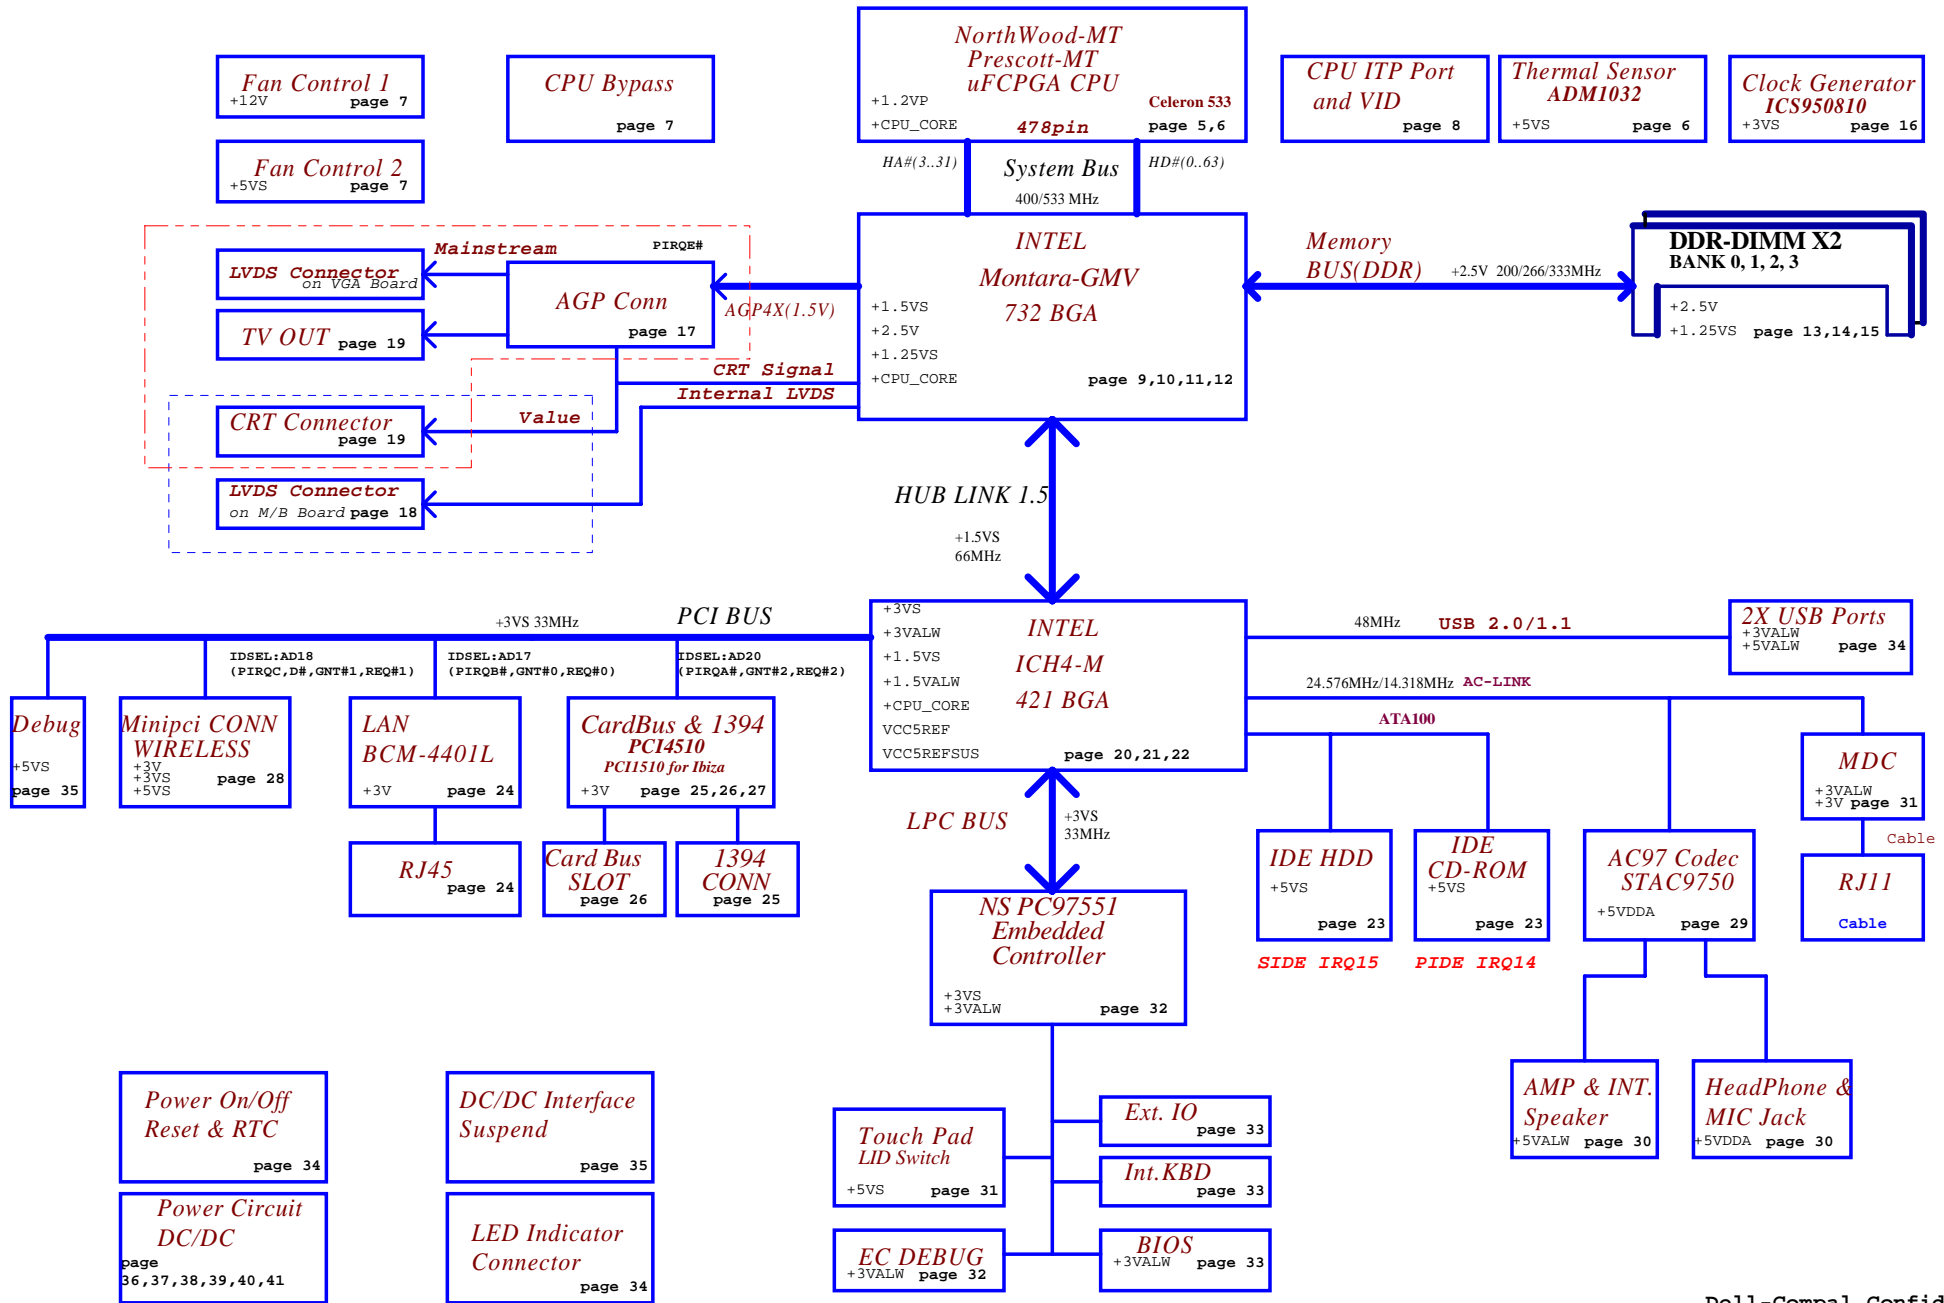 NorthWood-MT
Prescott-MT
uFCPGA CPU
+1.2VP
Celeron 533
+CPU_CORE
478pin
page 5,6
Fan Control 1
+12V
page 7
CPU Bypass
page 7
CPU ITP Port
and VID
page 8
Thermal Sensor
ADM1032
+5VS
page 6
Clock Generator
ICS950810
+3VS
page 16
Fan Control 2
+5VS
page 7
HA#(3..31)
System Bus
HD#(0..63)
400/533 MHz
Mainstream
PIRQE#
LVDS Connector
on VGA Board
AGP Conn
page 17
AGP4X(1.5V)
TV OUT
page 19
INTEL
Montara-GMV
732 BGA
+1.5VS
+2.5V
+1.25VS
+CPU_CORE
page 9,10,11,12
Memory
BUS(DDR)
+2.5V 200/266/333MHz
DDR-DIMM X2
BANK 0, 1, 2, 3
+2.5V
+1.25VS
page 13,14,15
CRT Signal
Internal LVDS
CRT Connector
page 19
Value
LVDS Connector
on M/B Board
page 18
HUB LINK 1.5
+1.5VS
66MHz
+3VS 33MHz
PCI BUS
+3VS
+3VALW
+1.5VS
+1.5VALW
+CPU_CORE
VCC5REF
VCC5REFSUS
INTEL
ICH4-M
421 BGA
page 20,21,22
48MHz
USB 2.0/1.1
2X USB Ports
+3VALW
+5VALW
page 34
IDSEL:AD18
(PIRQC,D#,GNT#1,REQ#1)
IDSEL:AD17
(PIRQB#,GNT#0,REQ#0)
IDSEL:AD20
(PIRQA#,GNT#2,REQ#2)
24.576MHz/14.318MHz
AC-LINK
ATA100
Debug
+5VS
page 35
Minipci CONN
WIRELESS
+3V
+3VS
+5VS
page 28
LAN
BCM-4401L
+3V
page 24
CardBus & 1394
PCI4510
PCI1510 for Ibiza
+3V
page 25,26,27
MDC
+3VALW
+3V
page 31
Cable
RJ11
Cable
RJ45
page 24
Card Bus
SLOT
page 26
1394
CONN
page 25
LPC BUS
+3VS
33MHz
IDE HDD
+5VS
page 23
SIDE IRQ15
IDE
CD-ROM
+5VS
page 23
PIDE IRQ14
AC97 Codec
STAC9750
+5VDDA
page 29
NS PC97551
Embedded
Controller
+3VS
+3VALW
page 32
AMP & INT.
Speaker
+5VALW
page 30
HeadPhone &
MIC Jack
+5VDDA
page 30
Power On/Off
Reset & RTC
page 34
DC/DC Interface
Suspend
page 35
Touch Pad
LID Switch
+5VS
page 31
Ext. IO
page 33
Int.KBD
page 33
Power Circuit
DC/DC
page
36,37,38,39,40,41
LED Indicator
Connector
page 34
EC DEBUG
+3VALW
page 32
BIOS
+3VALW
page 33